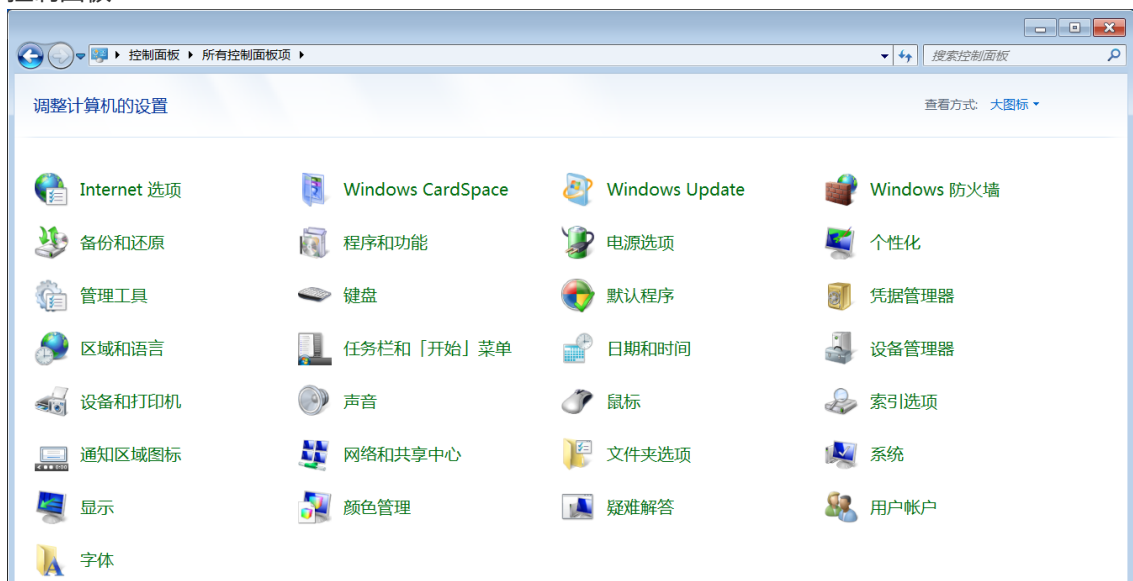 控制面板 ▸ 所有控制面板项 ▸ 搜索控制面板
调整计算机的设置 查看方式: 大图标
Internet 选项 Windows CardSpace Windows Update Windows 防火墙
备份和还原 程序和功能 电源选项 个性化
管理工具 键盘 默认程序 凭据管理器
区域和语言 任务栏和「开始」菜单 日期和时间 设备管理器
设备和打印机 声音 鼠标 索引选项
通知区域图标 网络和共享中心 文件夹选项 系统
显示 颜色管理 疑难解答 用户帐户
字体